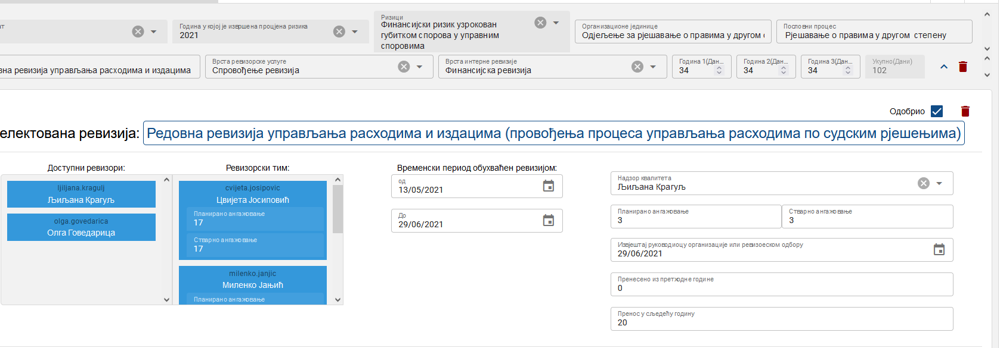 ат
Година у којој је извршена процјена ризика
2021
Ризици
Финансијски ризик узрокован
губитком спорова у управним
споровима
Организационе јединице
Одјељење за рјешавање о правима у другом с
Пословни процес
Рјешавање о правима у другом степену
вна ревизија управљања расходима и издацима
Врста ревизорске услуге
Спровођење ревизија
Врста интерне ревизије
Финансијска ревизија
Година 1(Дан...
34
Година 2(Дан...
34
Година 3(Дан...
34
Укупно(Дани)
102
Одобрио
електована ревизија: Редовна ревизија управљања расходима и издацима (провођења процеса управљања расходима по судским рјешењима)
Доступни ревизори:
ljiljana.kragulj
Љиљана Крагуљ
olga.govedarica
Олга Говедарица
Ревизорски тим:
cvijeta.josipovic
Цвијета Јосиповић
Планирано ангажовање
17
Стварно ангажовање
17
milenko.janjic
Миленко Јањић
Планирано ангажовање
Временски период обухваћен ревизијом:
од
13/05/2021
До
29/06/2021
Надзор квалитета
Љиљана Крагуљ
Планирано ангажовање
3
Стварно ангажовање
3
Извјештај руководиоцу организације или ревизоеском одбору
29/06/2021
Пренесено из претходне године
0
Пренос у сљедећу годину
20